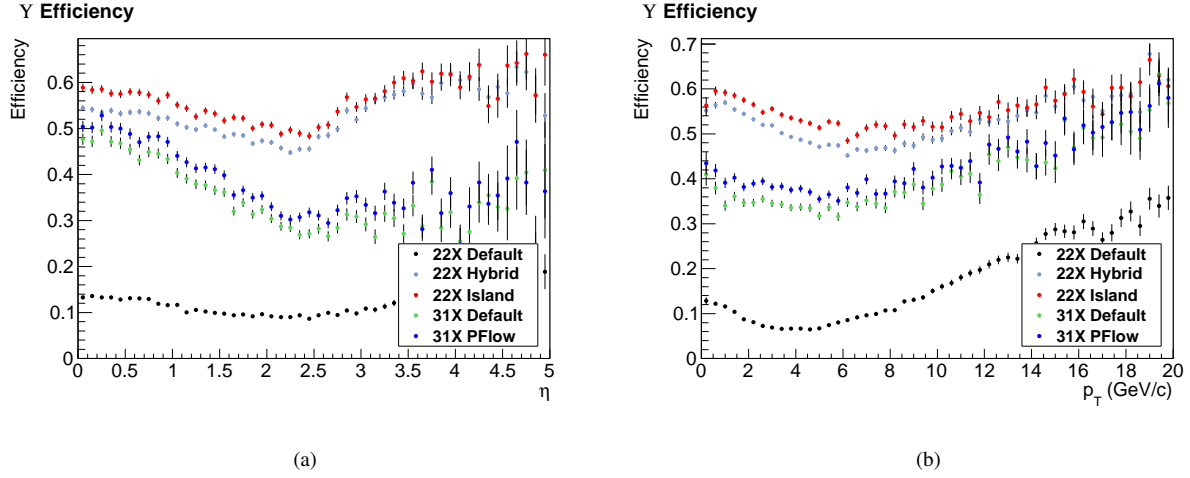 ϒ Efficiency
Efficiency
0.6
0.5
0.4
0.3
0.2
0.1
0
22X Default
22X Hybrid
22X Island
31X Default
31X PFlow
0 0.5 1 1.5 2 2.5 3 3.5 4 4.5 5
η
(a)
ϒ Efficiency
Efficiency
0.7
0.6
0.5
0.4
0.3
0.2
0.1
0
22X Default
22X Hybrid
22X Island
31X Default
31X PFlow
0 2 4 6 8 10 12 14 16 18 20
p_T (GeV/c)
(b)